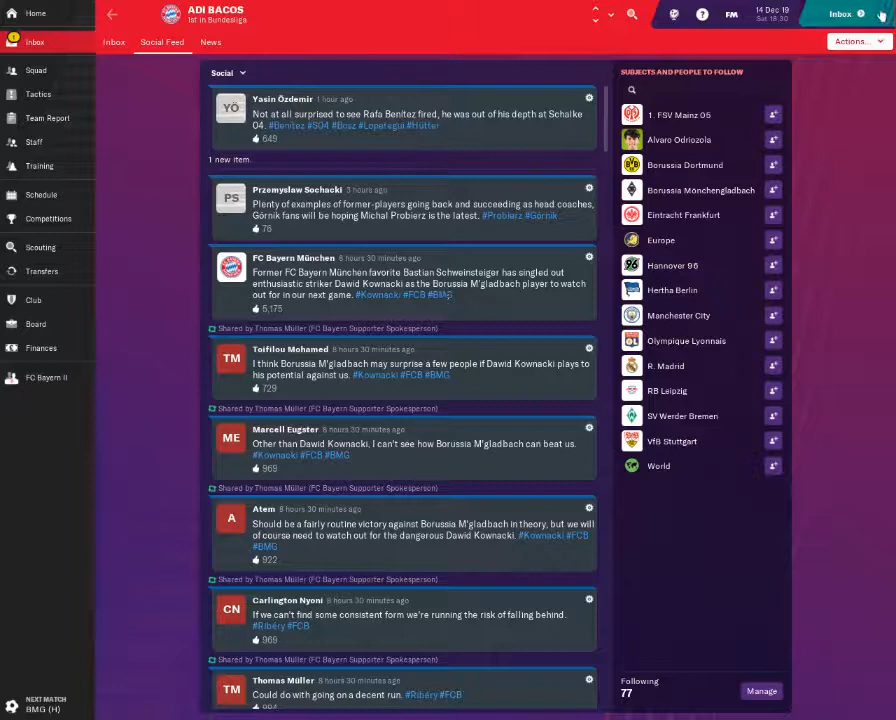 Home
ADI BACOS
1st in Bundesliga
FM
14 Dec 19
Sat 18:30
Inbox
Inbox
Inbox
Social Feed
News
Actions...
Squad
Tactics
Team Report
Staff
Training
Schedule
Competitions
Scouting
Transfers
Club
Board
Finances
FC Bayern II
NEXT MATCH
BMG (H)
Social
YÖ
Yasin Özdemir 1 hour ago
Not at all surprised to see Rafa Benítez fired, he was out of his depth at Schalke
04. #Benítez #S04 #Bosz #Lopetegui #Hütter
649
1 new item.
PS
Przemyslaw Sochacki 3 hours ago
Plenty of examples of former-players going back and succeeding as head coaches,
Górnik fans will be hoping Michal Probierz is the latest. #Probierz #Górnik
76
FC Bayern München 6 hours 30 minutes ago
Former FC Bayern München favorite Bastian Schweinsteiger has singled out
enthusiastic striker Dawid Kownacki as the Borussia M'gladbach player to watch
out for in our next game. #Kownacki #FCB #BMG
5,175
Shared by Thomas Müller (FC Bayern Supporter Spokesperson)
TM
Toifilou Mohamed 8 hours 30 minutes ago
I think Borussia M'gladbach may surprise a few people if Dawid Kownacki plays to
his potential against us. #Kownacki #FCB #BMG
729
Shared by Thomas Müller (FC Bayern Supporter Spokesperson)
ME
Marcell Eugster 8 hours 30 minutes ago
Other than Dawid Kownacki, I can't see how Borussia M'gladbach can beat us.
#Kownacki #FCB #BMG
969
Shared by Thomas Müller (FC Bayern Supporter Spokesperson)
A
Atem 8 hours 30 minutes ago
Should be a fairly routine victory against Borussia M'gladbach in theory, but we will
of course need to watch out for the dangerous Dawid Kownacki. #Kownacki #FCB
#BMG
922
Shared by Thomas Müller (FC Bayern Supporter Spokesperson)
CN
Carlington Nyoni 8 hours 30 minutes ago
If we can't find some consistent form we're running the risk of falling behind.
#Ribéry #FCB
969
Shared by Thomas Müller (FC Bayern Supporter Spokesperson)
TM
Thomas Müller 8 hours 30 minutes ago
Could do with going on a decent run. #Ribéry #FCB
SUBJECTS AND PEOPLE TO FOLLOW
1. FSV Mainz 05
Álvaro Odriozola
Borussia Dortmund
Borussia Mönchengladbach
Eintracht Frankfurt
Europe
Hannover 96
Hertha Berlin
Manchester City
Olympique Lyonnais
R. Madrid
RB Leipzig
SV Werder Bremen
VfB Stuttgart
World
Following
77
Manage